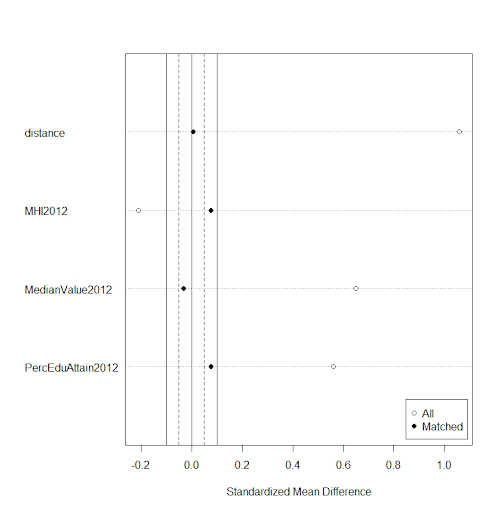 distance
MHI2012
MedianValue2012
PercEduAttain2012
All
Matched
-0.2 0.0 0.2 0.4 0.6 0.8 1.0
Standardized Mean Difference